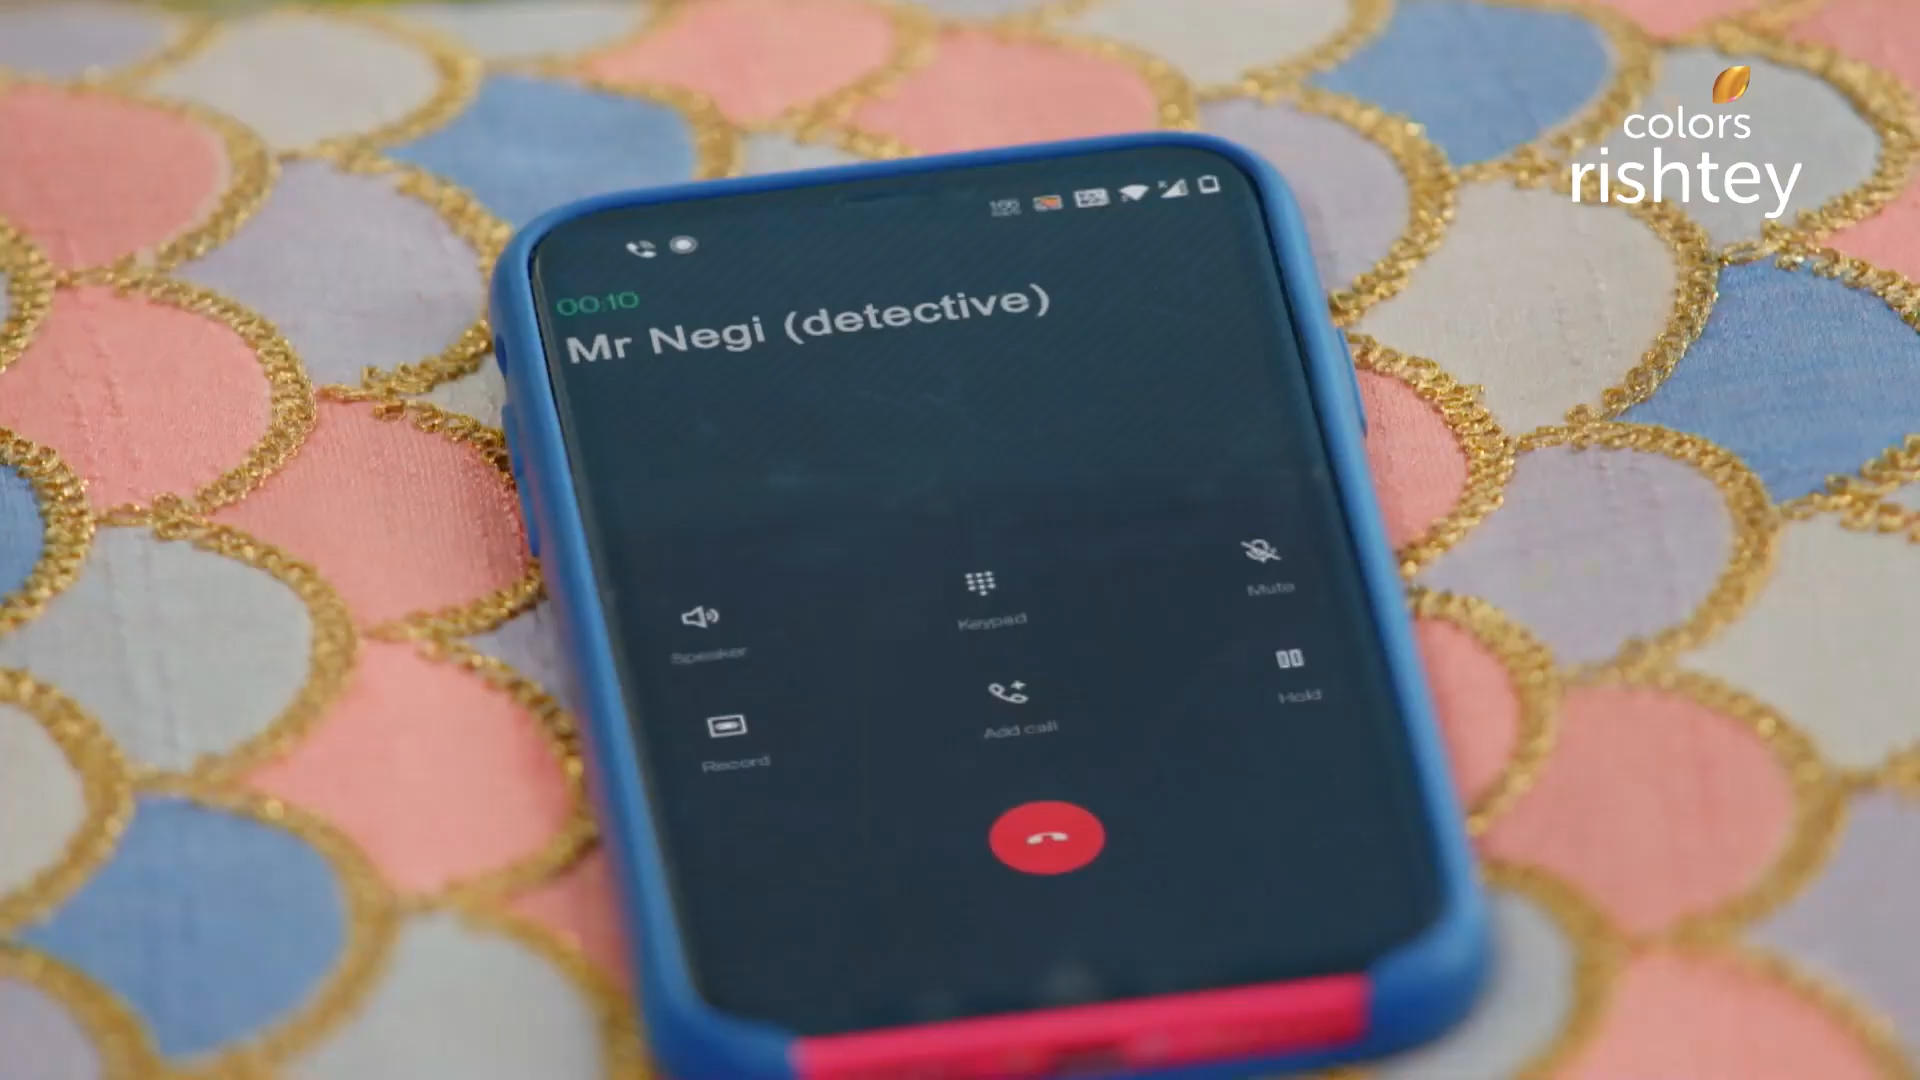 colors
rishtey
00:10
Mr Negi (detective)
Speaker
Keypad
Mute
Record
Add call
Hold